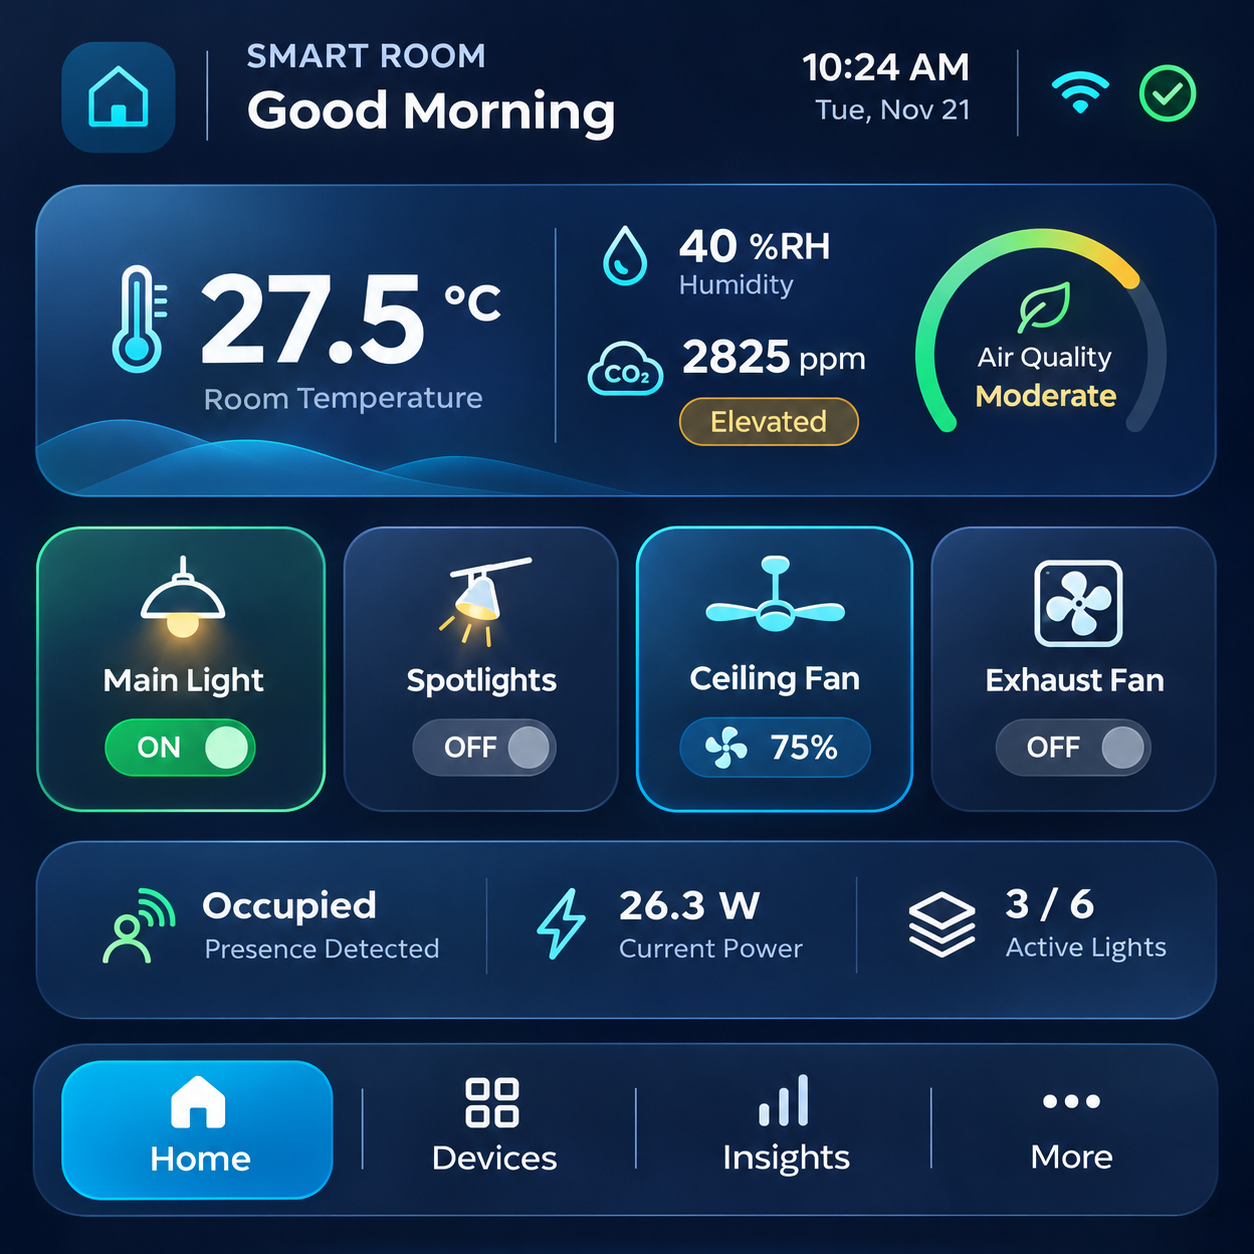 SMART ROOM
Good Morning
10:24 AM
Tue, Nov 21
27.5 °C
Room Temperature
40 %RH
Humidity
CO₂
2825 ppm
Elevated
Air Quality
Moderate
Main Light
ON
Spotlights
OFF
Ceiling Fan
75%
Exhaust Fan
OFF
Occupied
Presence Detected
26.3 W
Current Power
3 / 6
Active Lights
Home
Devices
Insights
More